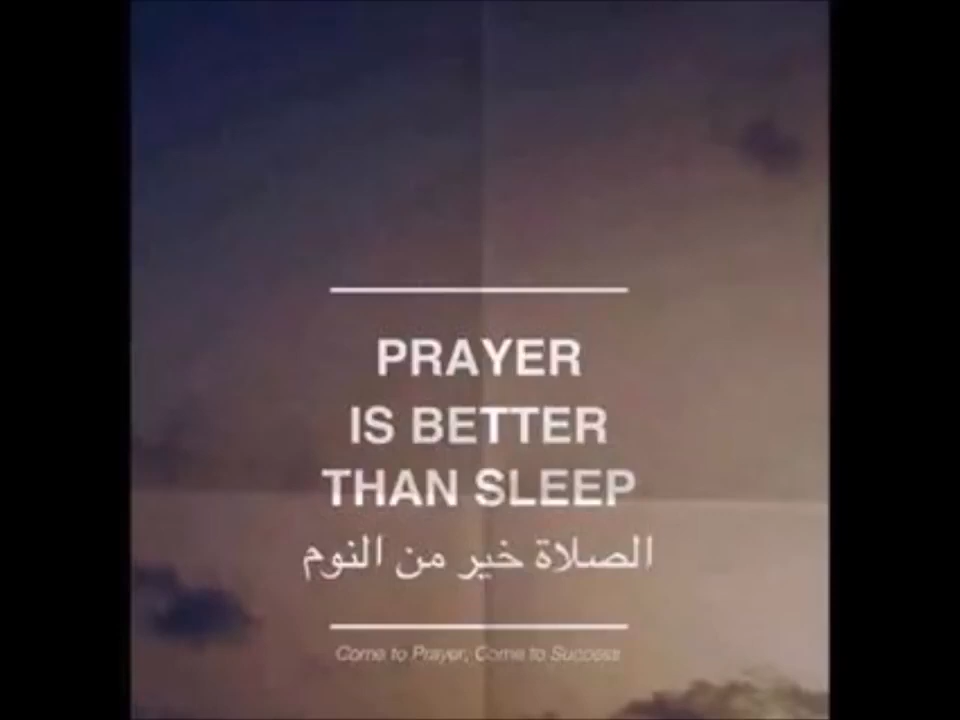 PRAYER
IS BETTER
THAN SLEEP
الصلاة خير من النوم
Come to Prayer, Come to Success